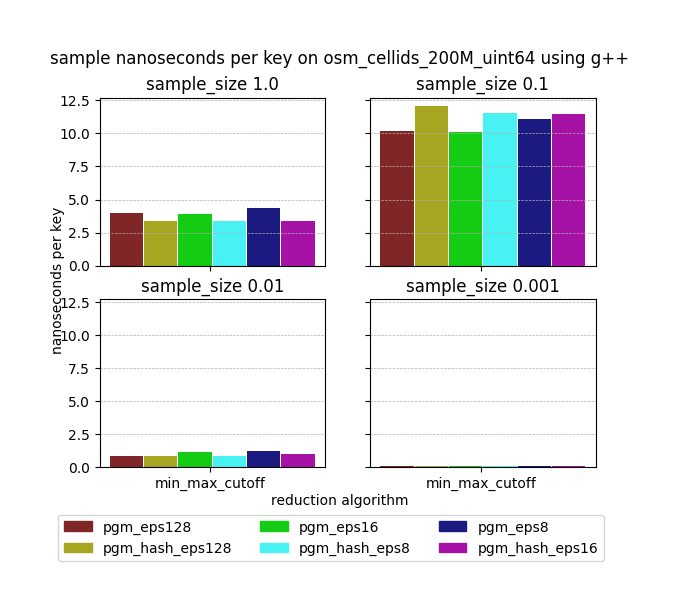 sample nanoseconds per key on osm_cellids_200M_uint64 using g++
sample_size 1.0
sample_size 0.1
12.5
10.0
7.5
5.0
2.5
0.0
nanoseconds per key
sample_size 0.01
sample_size 0.001
12.5
10.0
7.5
5.0
2.5
0.0
min_max_cutoff
min_max_cutoff
reduction algorithm
pgm_eps128
pgm_eps16
pgm_eps8
pgm_hash_eps128
pgm_hash_eps8
pgm_hash_eps16